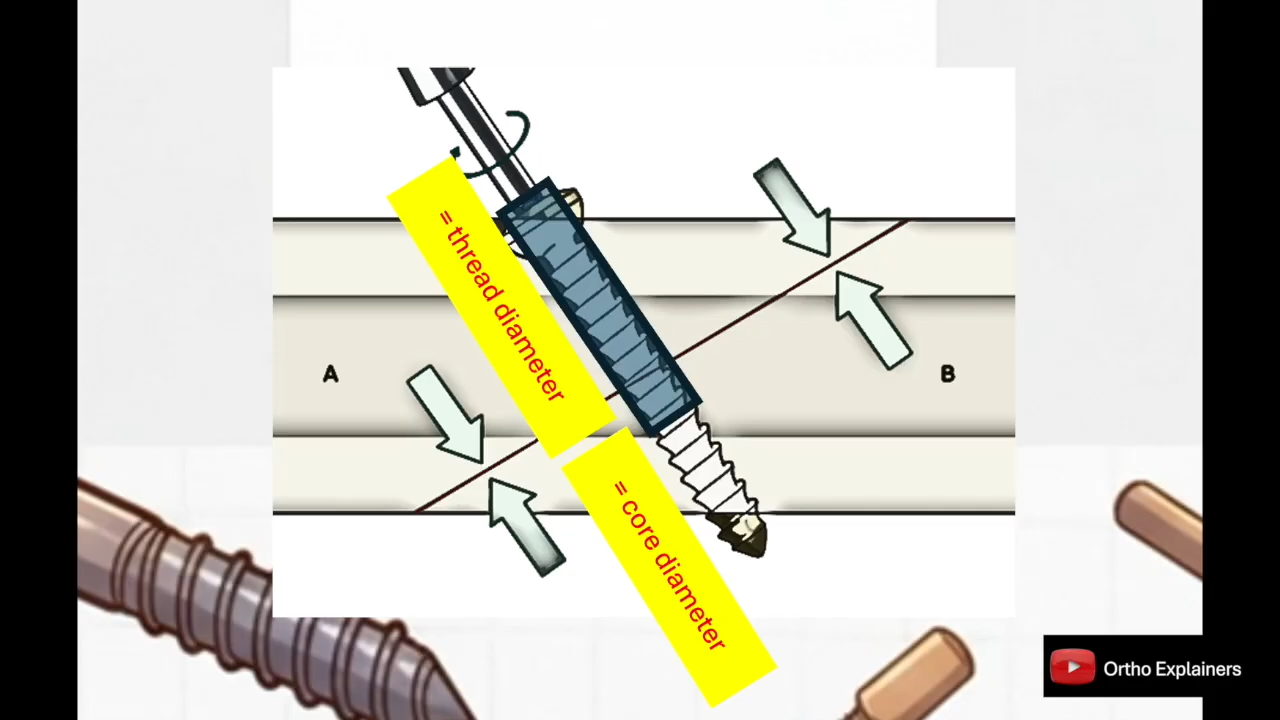 = thread diameter
A
B
= core diameter
Ortho Explainers